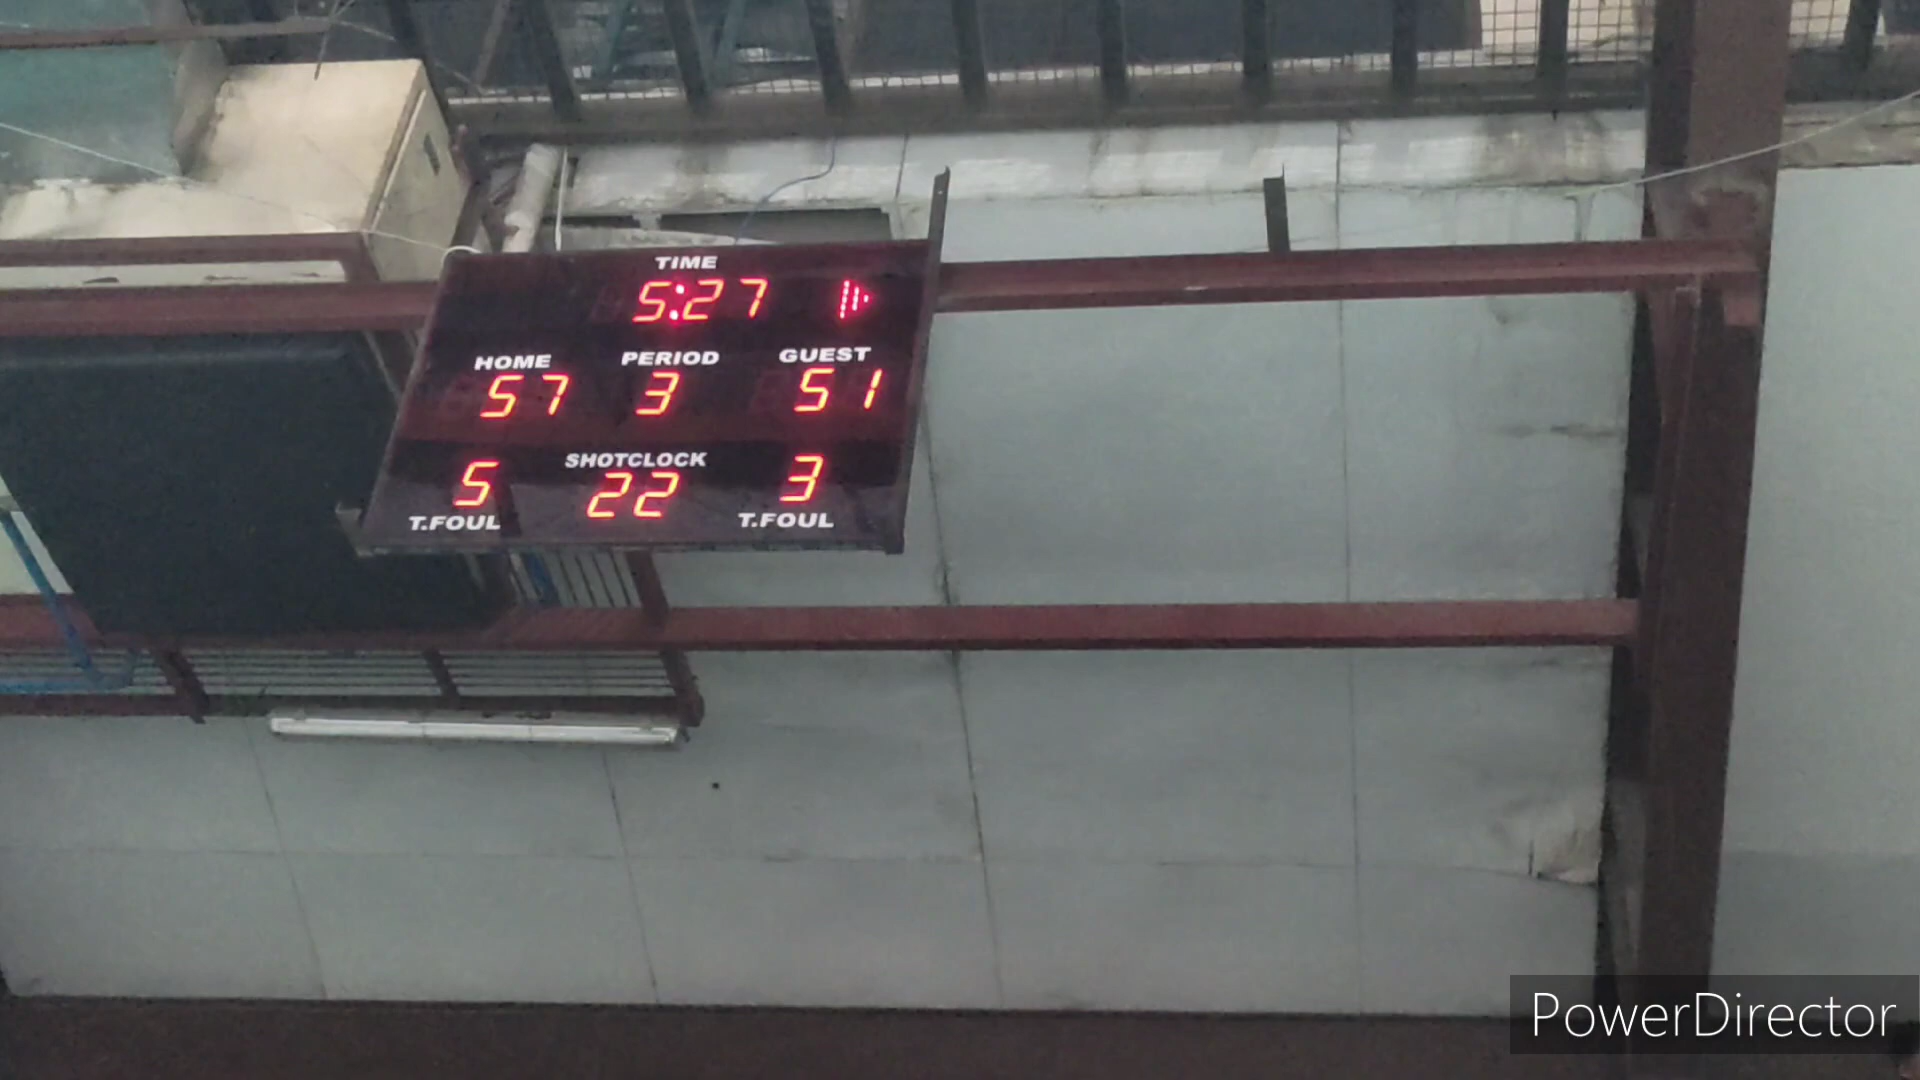 TIME
5:27
HOME PERIOD GUEST
57 3 51
SHOTCLOCK
5 22 3
T.FOUL T.FOUL
PowerDirector